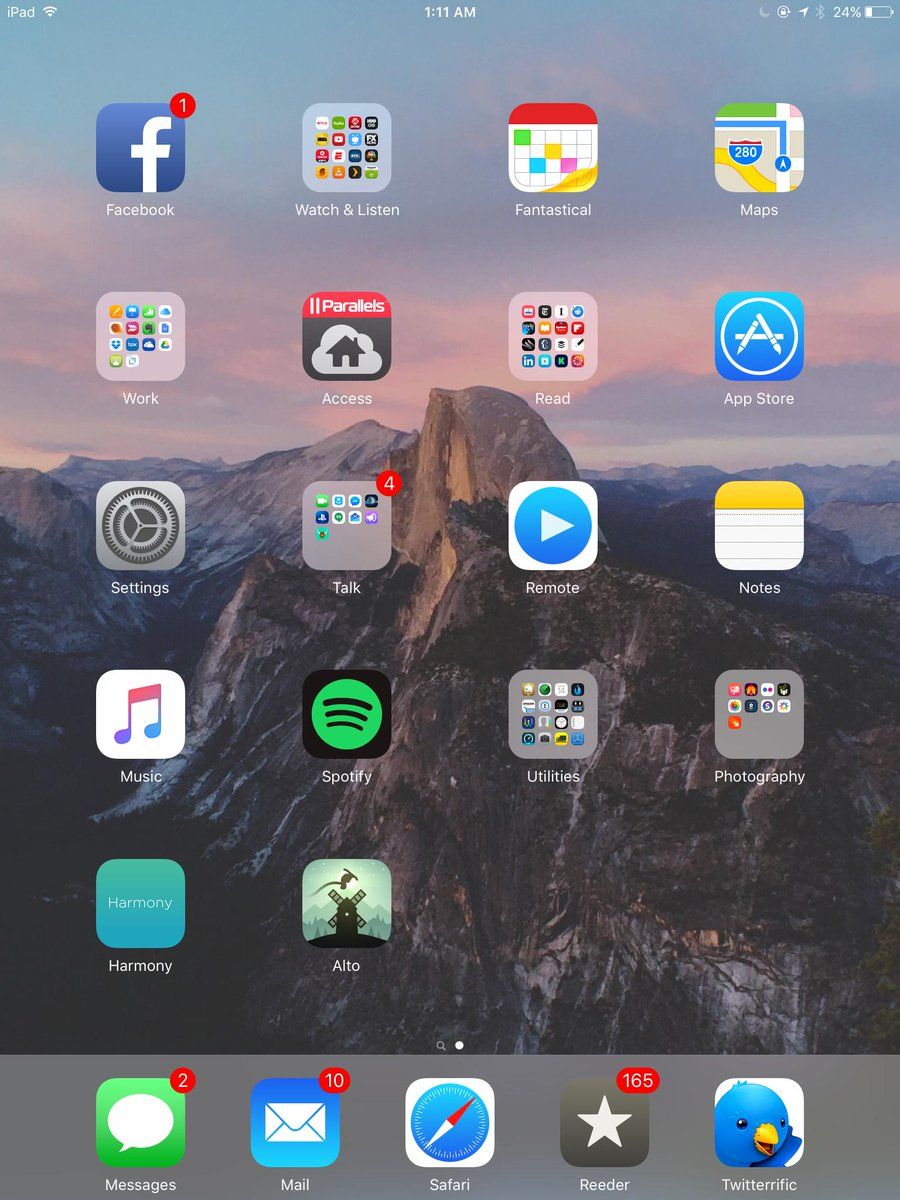 iPad 1:11 AM 24%
1
Facebook Watch & Listen Fantastical Maps
280
|| Parallels
Work Access Read App Store
4
Settings Talk Remote Notes
Music Spotify Utilities Photography
Harmony
Harmony Alto
2 10 165
Messages Mail Safari Reeder Twitterrific